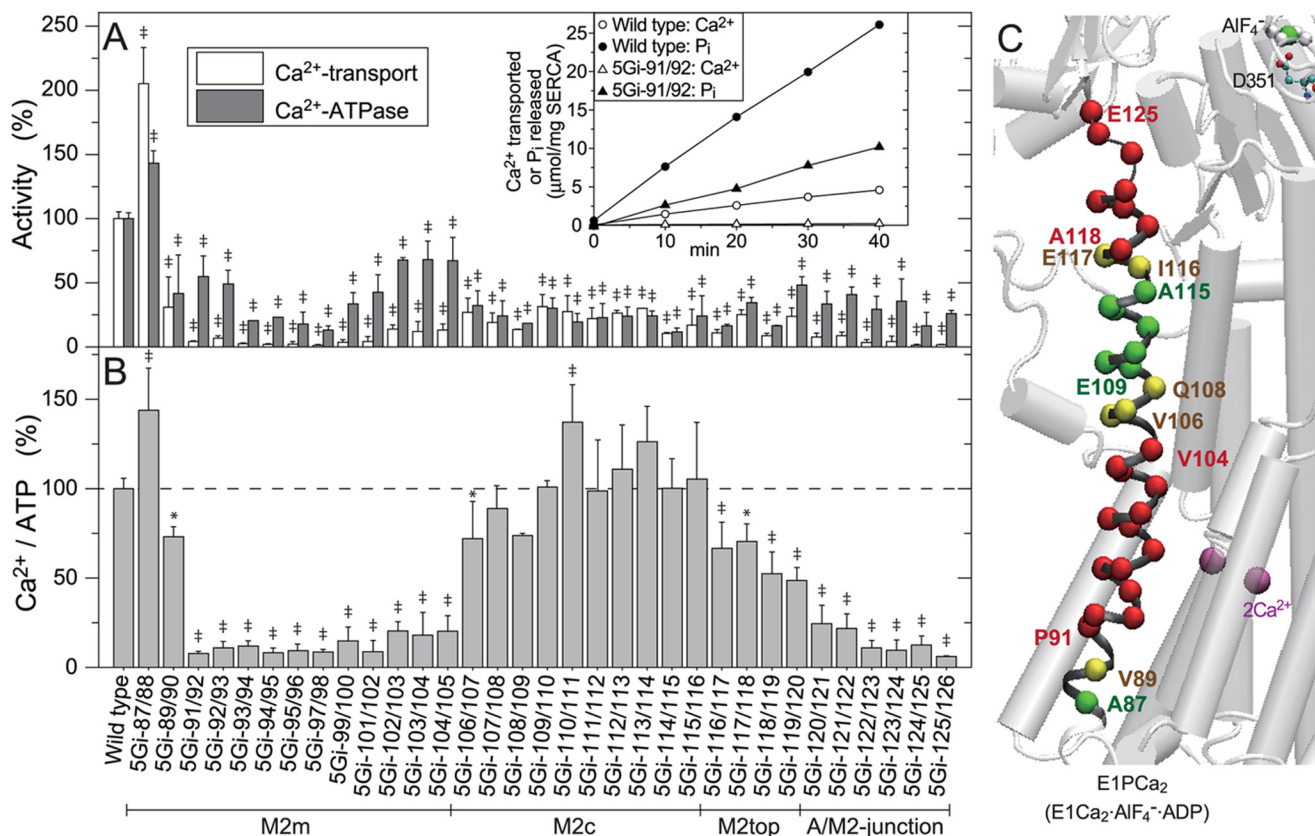 A
Activity (%)
250
200
150
100
50
0
Ca²⁺-transport
Ca²⁺-ATPase
Ca²⁺ transported
or Pᵢ released
(μmol/mg SERCA)
25
20
15
10
5
0
Wild type: Ca²⁺
Wild type: Pᵢ
5Gi-91/92: Ca²⁺
5Gi-91/92: Pᵢ
0 10 20 30 40
min
‡ ‡ ‡ ‡ ‡ ‡ ‡ ‡ ‡ ‡ ‡ ‡ ‡ ‡ ‡ ‡ ‡ ‡ ‡ ‡ ‡ ‡ ‡ ‡ ‡ ‡ ‡ ‡ ‡ ‡ ‡ ‡ ‡ ‡ ‡ ‡ ‡ ‡ ‡ ‡ ‡ ‡ ‡ ‡ ‡ ‡ ‡ ‡ ‡ ‡ ‡ ‡ ‡ ‡ ‡ ‡ ‡ ‡ ‡ ‡ ‡ ‡
B
Ca²⁺ / ATP (%)
150
100
50
0
‡ * ‡ ‡ ‡ ‡ ‡ ‡ ‡ ‡ ‡ ‡ ‡ * ‡ ‡ * ‡ ‡ ‡ ‡ ‡ ‡ ‡ ‡
Wild type
5Gi-87/88
5Gi-89/90
5Gi-91/92
5Gi-92/93
5Gi-93/94
5Gi-94/95
5Gi-95/96
5Gi-97/98
5Gi-99/100
5Gi-101/102
5Gi-102/103
5Gi-103/104
5Gi-104/105
5Gi-106/107
5Gi-107/108
5Gi-108/109
5Gi-109/110
5Gi-110/111
5Gi-111/112
5Gi-112/113
5Gi-113/114
5Gi-114/115
5Gi-115/116
5Gi-116/117
5Gi-117/118
5Gi-118/119
5Gi-119/120
5Gi-120/121
5Gi-121/122
5Gi-122/123
5Gi-123/124
5Gi-124/125
5Gi-125/126
M2m M2c M2top A/M2-junction
C
AlF₄⁻
D351
E125
A118
E117
I116
A115
E109
Q108
V106
V104
2Ca²⁺
P91
V89
A87
E1PCa₂
(E1Ca₂·AlF₄⁻·ADP)